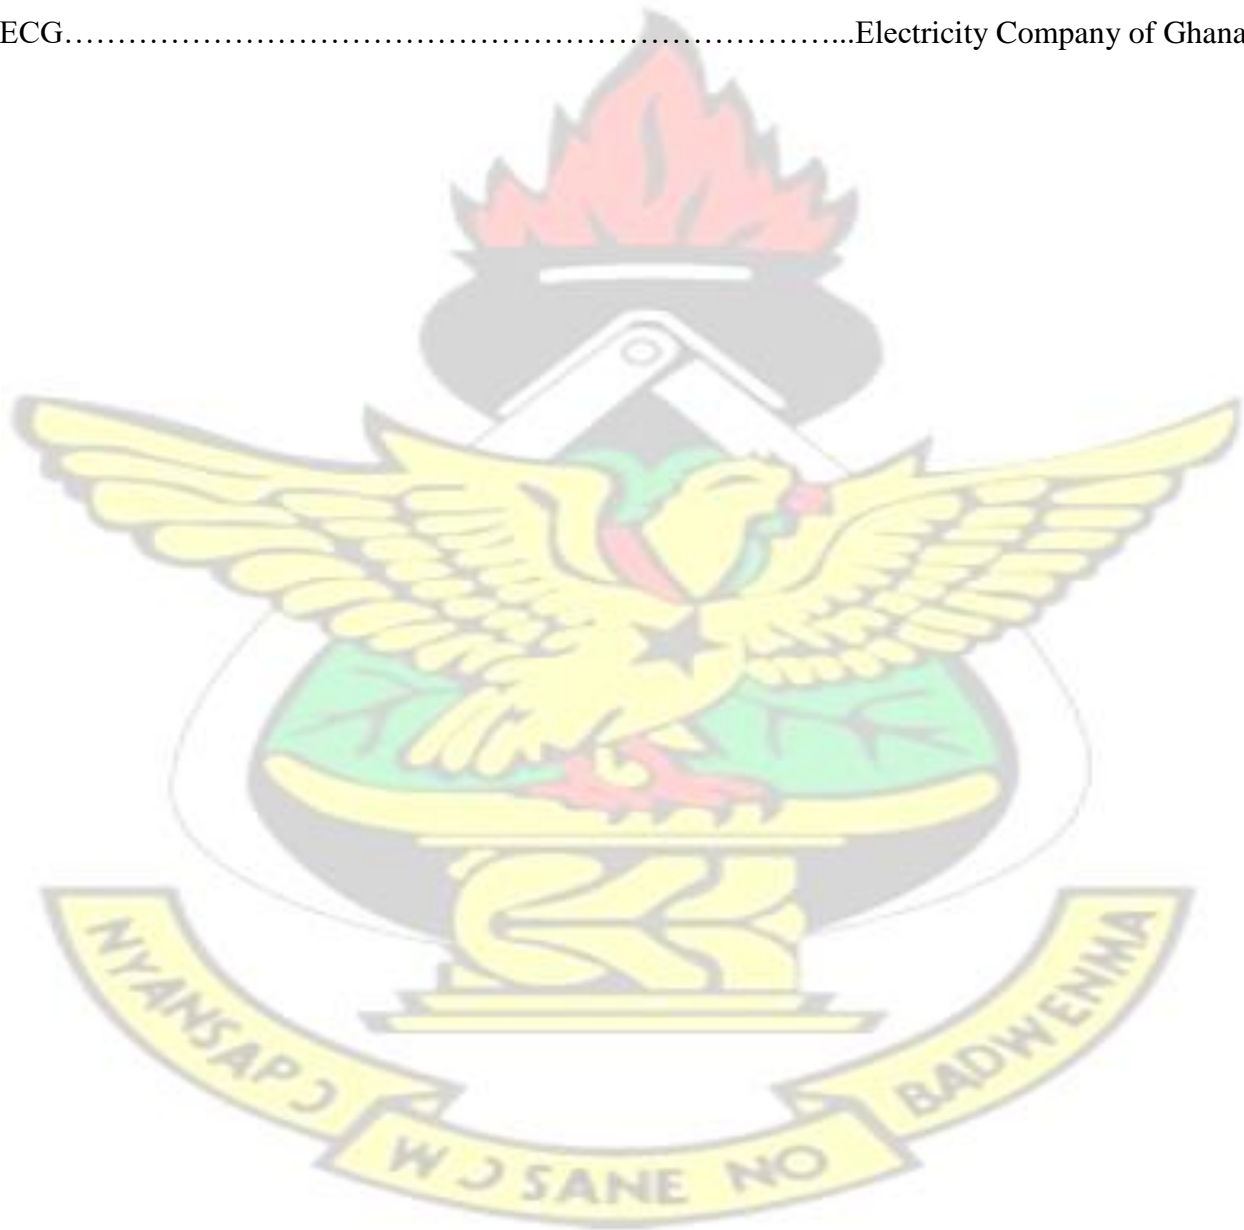 ECG……………………………………………………………...Electricity Company of Ghana
NYANSAPƆ
WƆSANE NO
BADWENMA